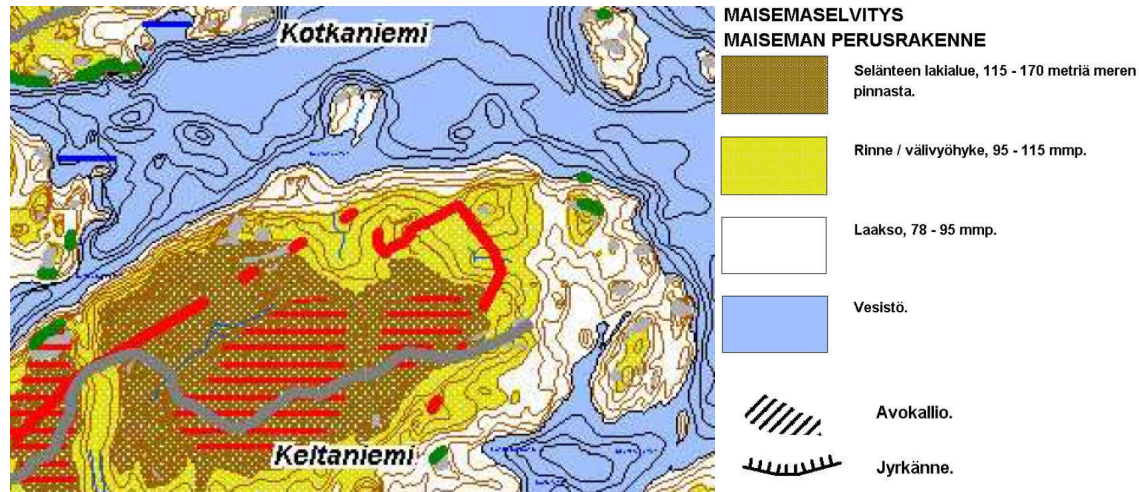 Kotkaniemi
Keltaniemi
MAISEMASELVITYS
MAISEMAN PERUSRAKENNE
Selänteen lakialue, 115 - 170 metriä meren
pinnasta.
Rinne / välivyöhyke, 95 - 115 mmp.
Laakso, 78 - 95 mmp.
Vesistö.
Avokallio.
Jyrkänne.